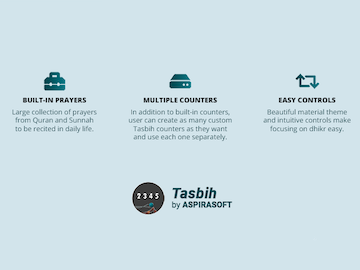 BUILT-IN PRAYERS
Large collection of prayers
from Quran and Sunnah
to be recited in daily life.
MULTIPLE COUNTERS
In addition to built-in counters,
user can create as many custom
Tasbih counters as they want
and use each one separately.
EASY CONTROLS
Beautiful material theme
and intuitive controls make
focusing on dhikr easy.
2345
Tasbih
by ASPIRASOFT